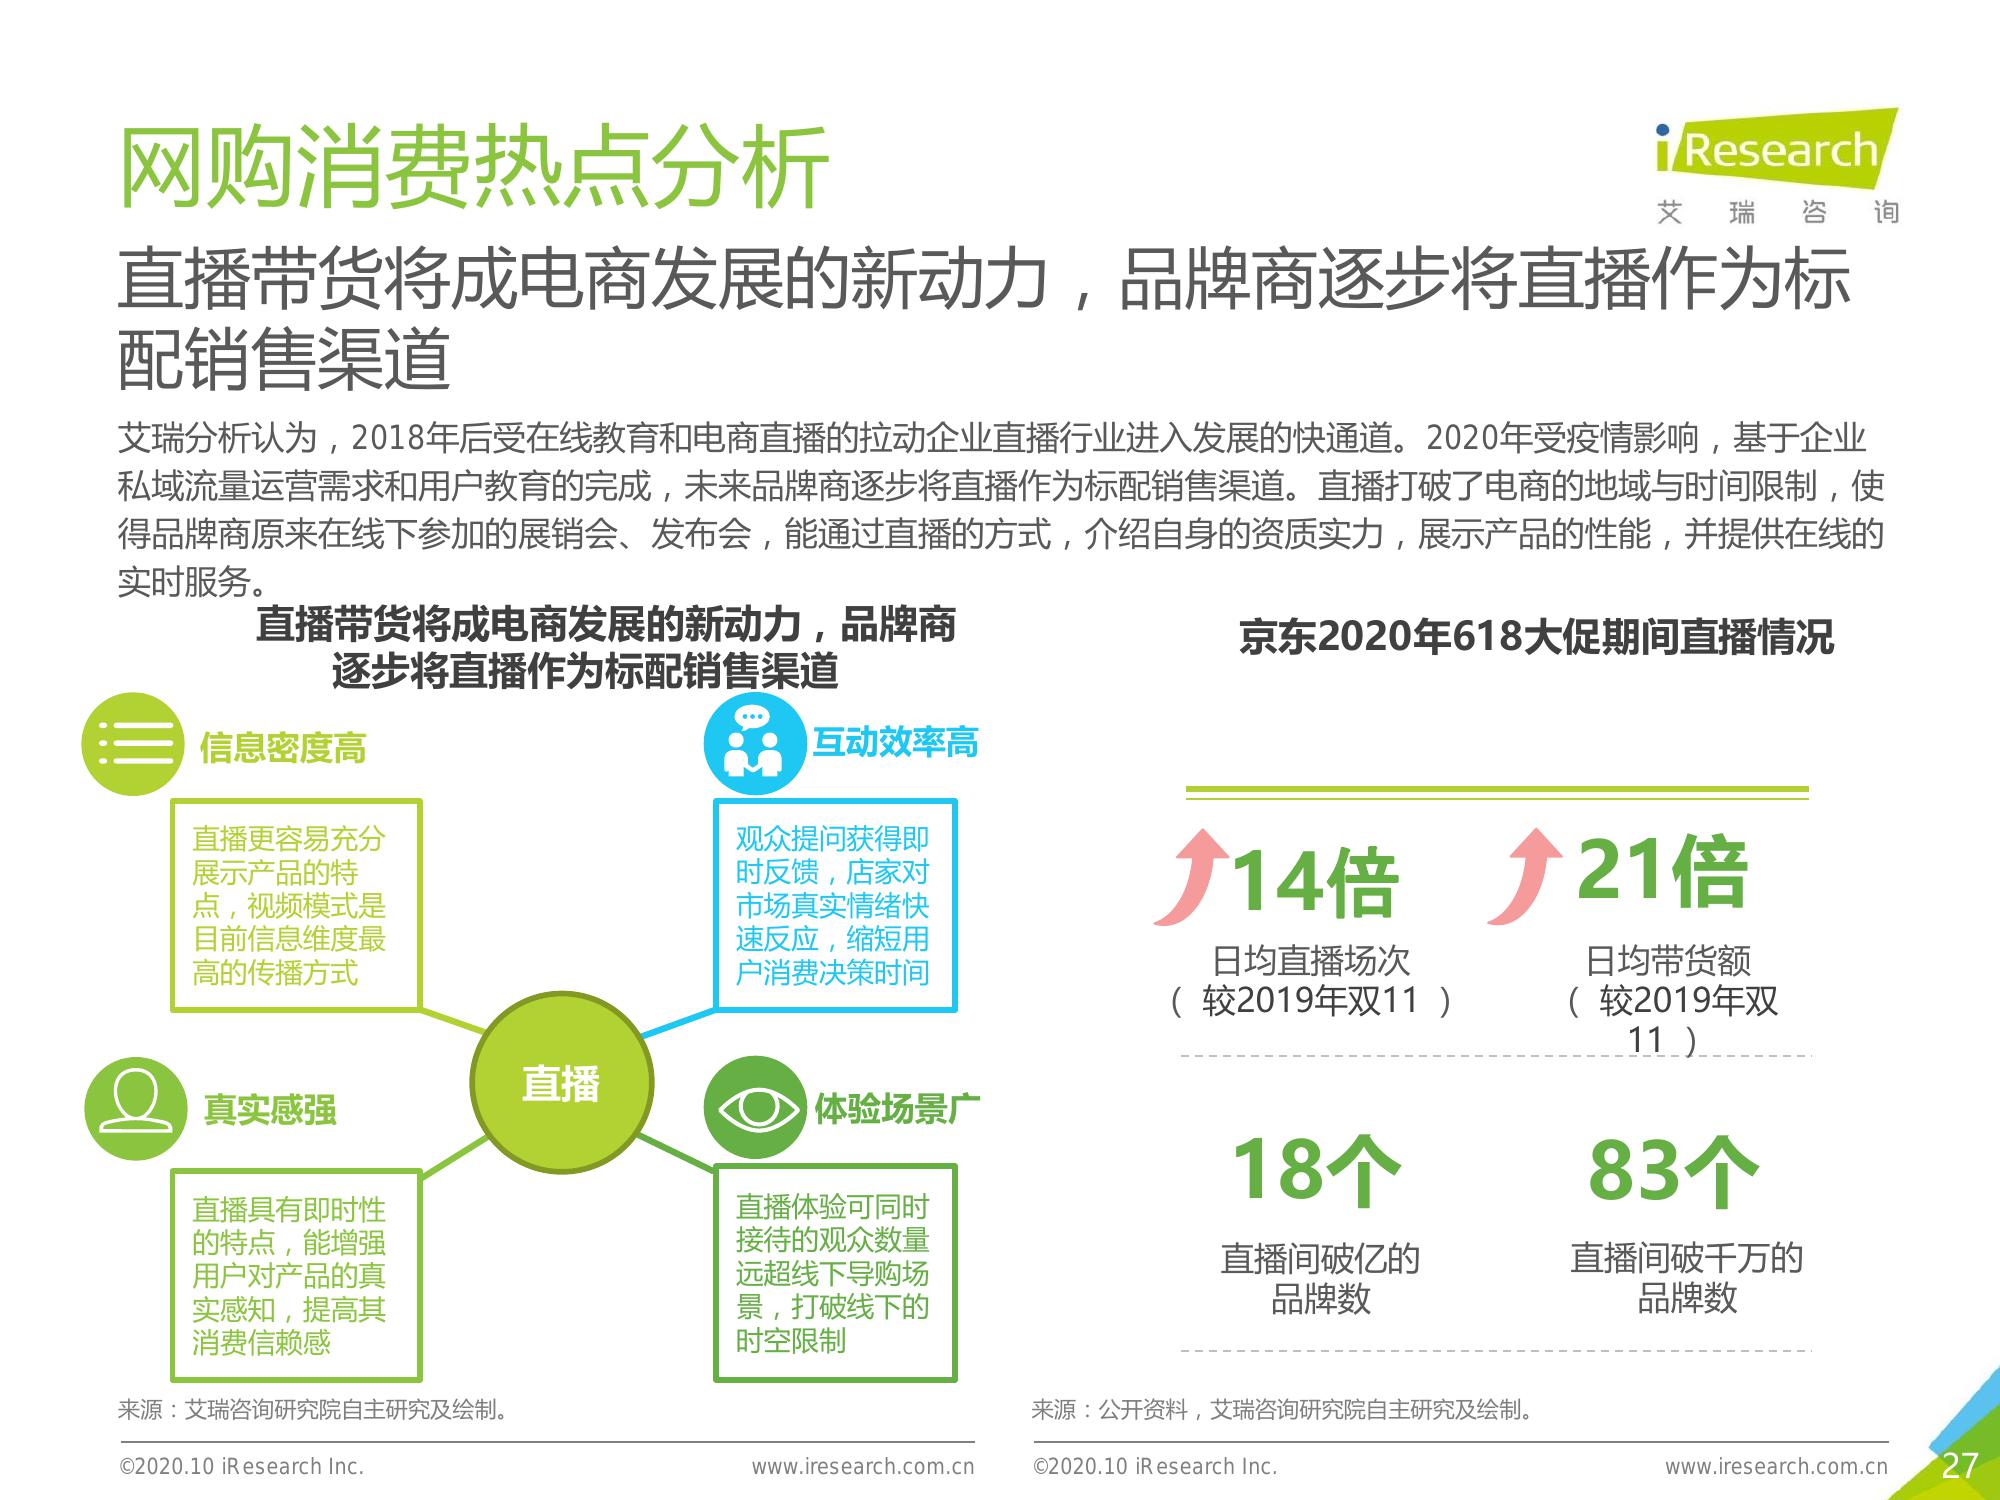 网购消费热点分析
iResearch
艾瑞咨询
直播带货将成电商发展的新动力，品牌商逐步将直播作为标
配销售渠道
艾瑞分析认为，2018年后受在线教育和电商直播的拉动企业直播行业进入发展的快通道。2020年受疫情影响，基于企业
私域流量运营需求和用户教育的完成，未来品牌商逐步将直播作为标配销售渠道。直播打破了电商的地域与时间限制，使
得品牌商原来在线下参加的展销会、发布会，能通过直播的方式，介绍自身的资质实力，展示产品的性能，并提供在线的
实时服务。
直播带货将成电商发展的新动力，品牌商
逐步将直播作为标配销售渠道
信息密度高
直播更容易充分
展示产品的特
点，视频模式是
目前信息维度最
高的传播方式
互动效率高
观众提问获得即
时反馈，店家对
市场真实情绪快
速反应，缩短用
户消费决策时间
直播
真实感强
直播具有即时性
的特点，能增强
用户对产品的真
实感知，提高其
消费信赖感
体验场景广
直播体验可同时
接待的观众数量
远超线下导购场
景，打破线下的
时空限制
来源：艾瑞咨询研究院自主研究及绘制。
京东2020年618大促期间直播情况
14倍
日均直播场次
（ 较2019年双11 ）
21倍
日均带货额
（ 较2019年双
11 ）
18个
直播间破亿的
品牌数
83个
直播间破千万的
品牌数
来源：公开资料，艾瑞咨询研究院自主研究及绘制。
©2020.10 iResearch Inc.
www.iresearch.com.cn
©2020.10 iResearch Inc.
www.iresearch.com.cn
27